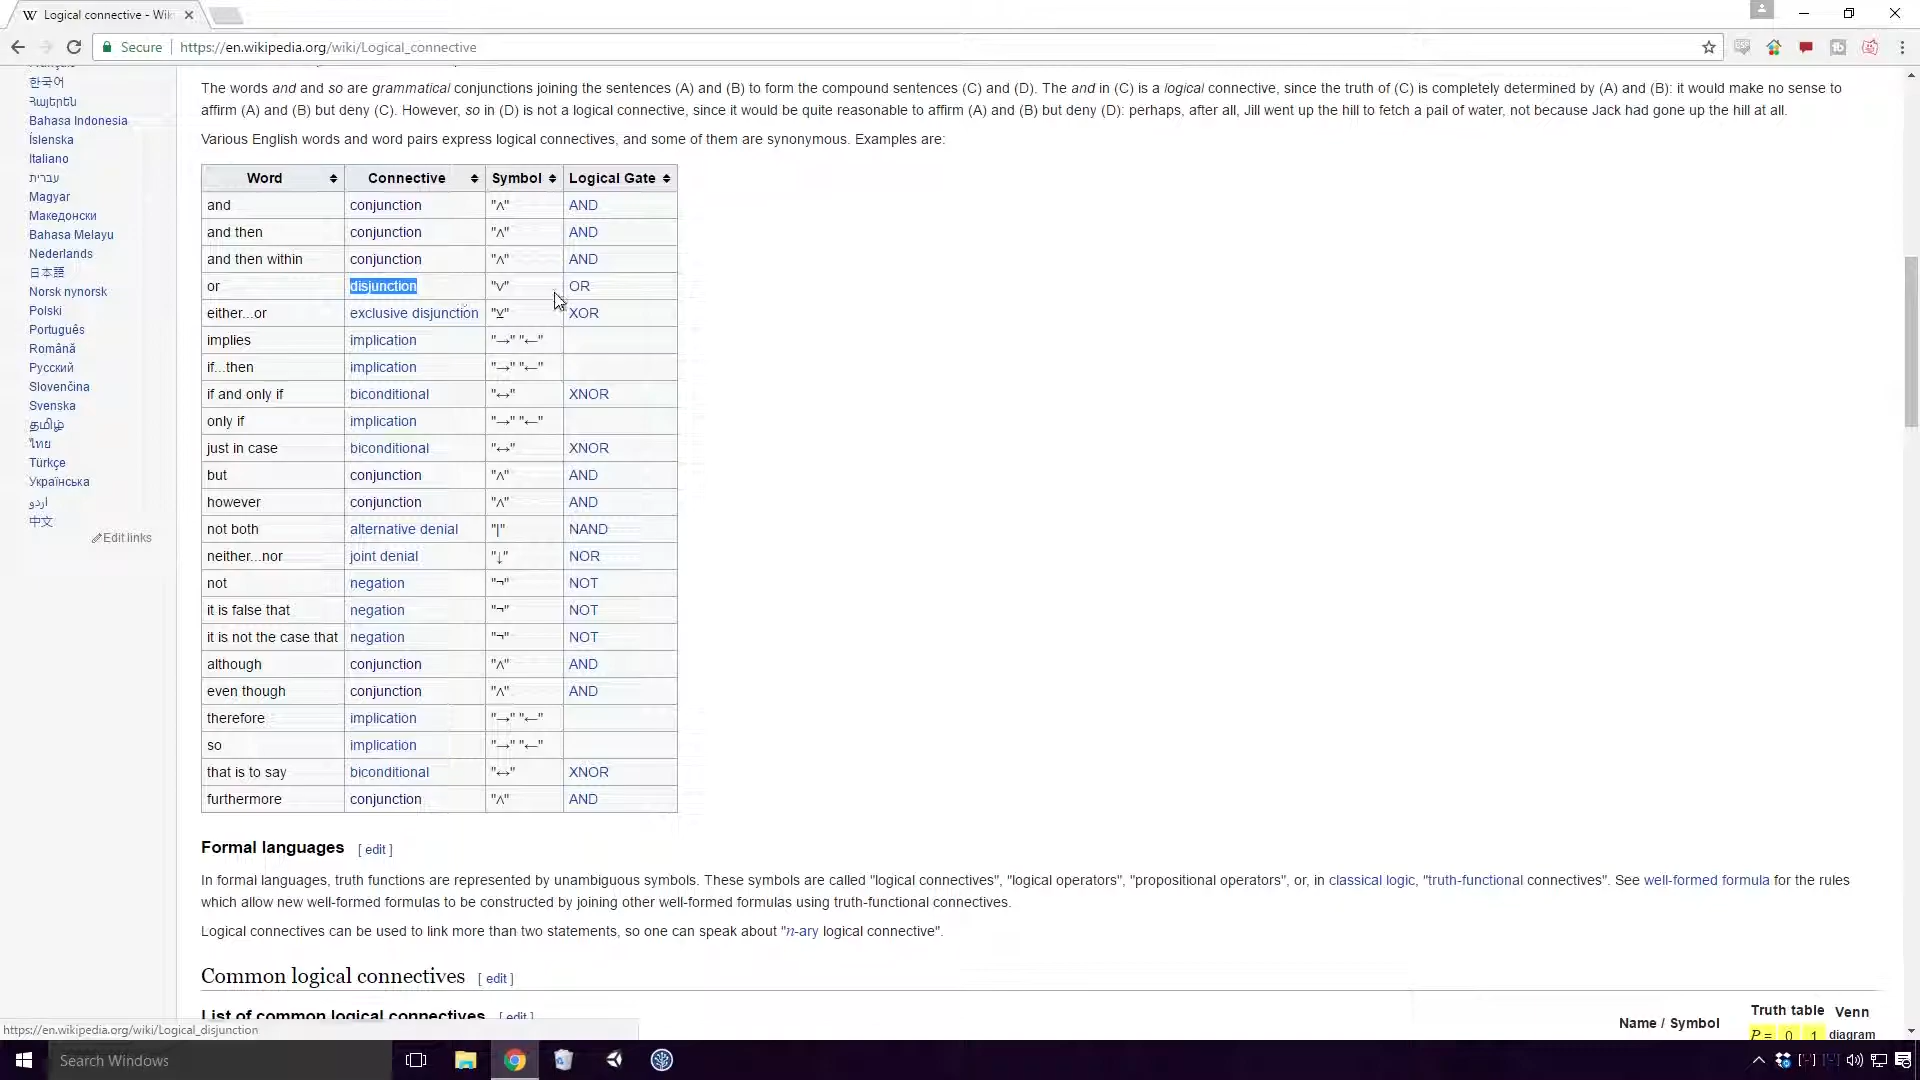 Logical connective - Wik
Secure https://en.wikipedia.org/wiki/Logical_connective
한국어
Հայերեն
Bahasa Indonesia
Íslenska
Italiano
עברית
Magyar
Македонски
Bahasa Melayu
Nederlands
日本語
Norsk nynorsk
Polski
Português
Română
Русский
Slovenčina
Svenska
தமிழ்
ไทย
Türkçe
Українська
اردو
中文
Edit links
The words and and so are grammatical conjunctions joining the sentences (A) and (B) to form the compound sentences (C) and (D). The and in (C) is a logical connective, since the truth of (C) is completely determined by (A) and (B): it would make no sense to
affirm (A) and (B) but deny (C). However, so in (D) is not a logical connective, since it would be quite reasonable to affirm (A) and (B) but deny (D): perhaps, after all, Jill went up the hill to fetch a pail of water, not because Jack had gone up the hill at all.
Various English words and word pairs express logical connectives, and some of them are synonymous. Examples are:
Word Connective Symbol Logical Gate
and conjunction "∧" AND
and then conjunction "∧" AND
and then within conjunction "∧" AND
or disjunction "∨" OR
either...or exclusive disjunction "⊻" XOR
implies implication "→" "←"
if...then implication "→" "←"
if and only if biconditional "↔" XNOR
only if implication "→" "←"
just in case biconditional "↔" XNOR
but conjunction "∧" AND
however conjunction "∧" AND
not both alternative denial "|" NAND
neither...nor joint denial "↓" NOR
not negation "¬" NOT
it is false that negation "¬" NOT
it is not the case that negation "¬" NOT
although conjunction "∧" AND
even though conjunction "∧" AND
therefore implication "→" "←"
so implication "→" "←"
that is to say biconditional "↔" XNOR
furthermore conjunction "∧" AND
Formal languages [ edit ]
In formal languages, truth functions are represented by unambiguous symbols. These symbols are called "logical connectives", "logical operators", "propositional operators", or, in classical logic, "truth-functional connectives". See well-formed formula for the rules
which allow new well-formed formulas to be constructed by joining other well-formed formulas using truth-functional connectives.
Logical connectives can be used to link more than two statements, so one can speak about "n-ary logical connective".
Common logical connectives [ edit ]
List of common logical connectives [ edit ]
Name / Symbol Truth table Venn
P = 0 1 diagram
https://en.wikipedia.org/wiki/Logical_disjunction
Search Windows